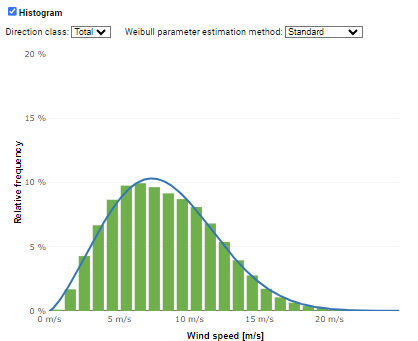 Histogram
Direction class: Total Weibull parameter estimation method: Standard
20 %
15 %
10 %
5 %
0 %
Relative frequency
0 m/s 5 m/s 10 m/s 15 m/s 20 m/s
Wind speed [m/s]